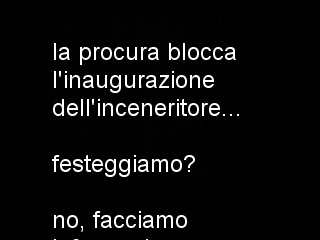 la procura blocca
l'inaugurazione
dell'inceneritore...
festeggiamo?
no, facciamo